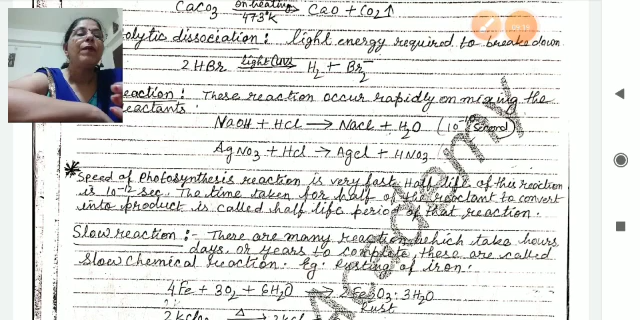 CaCO3 on heating 473°K CaO + CO2↑
olytic dissociation: light energy required to breakdown
2HBr light (UV) H2 + Br2
eaction: These reaction occur rapidly on mixing the
eactants.
NaOH + Hcl → Nacl + H2O (10^-10 Second)
AgNO3 + Hcl → Agcl + HNO3.
*Speed of Photosynthesis reaction is very fast Half life of this reaction
is 10^-12 sec. The time taken for half of the reactant to convert
into product is called half life period of that reaction.
Slow reaction:- There are many reaction which take hours
days, or years to complete, these are called
Slow Chemical reaction. Eg: Rusting of iron.
4Fe + 3O2 + 6H2O → 2Fe2O3.3H2O
Rust
△